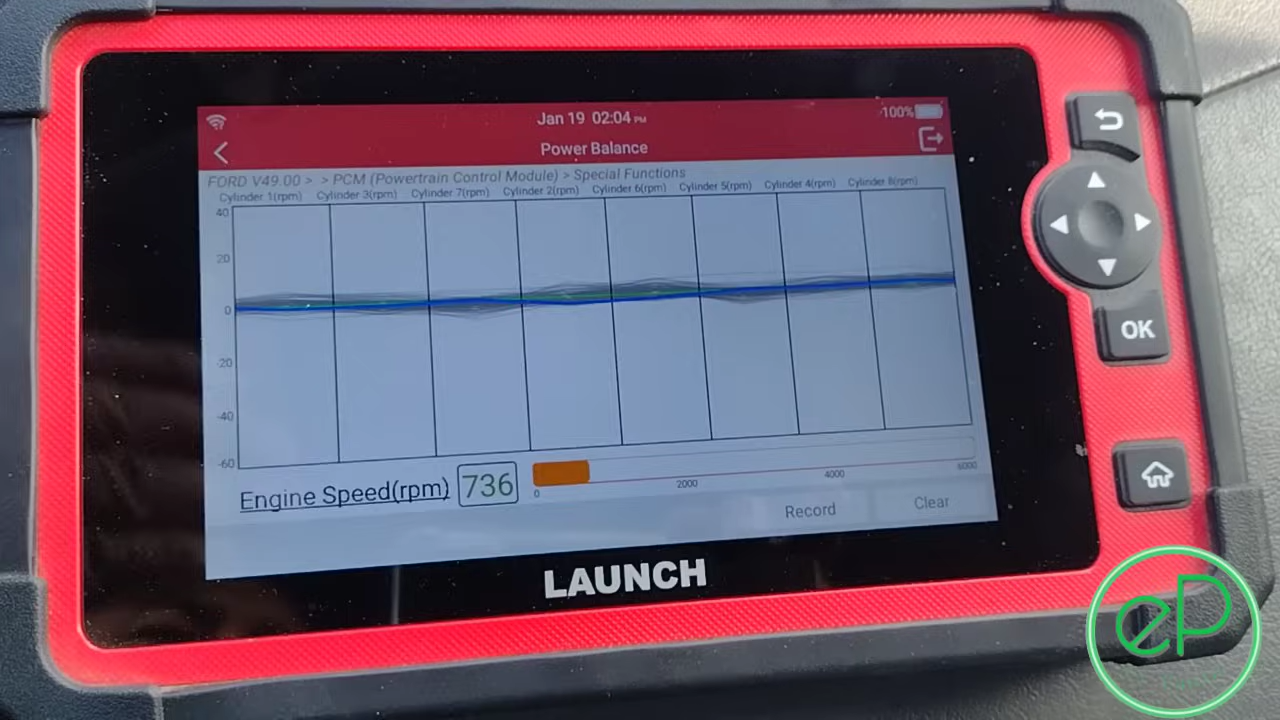 Jan 19 02:04 PM
100%
Power Balance
FORD V49.00 > > PCM (Powertrain Control Module) > Special Functions
Cylinder 1(rpm) Cylinder 3(rpm) Cylinder 7(rpm) Cylinder 2(rpm) Cylinder 6(rpm) Cylinder 5(rpm) Cylinder 4(rpm) Cylinder 8(rpm)
40
20
0
-20
-40
-60
Engine Speed(rpm) 736
0 2000 4000 6000
Record Clear
LAUNCH
OK
eP